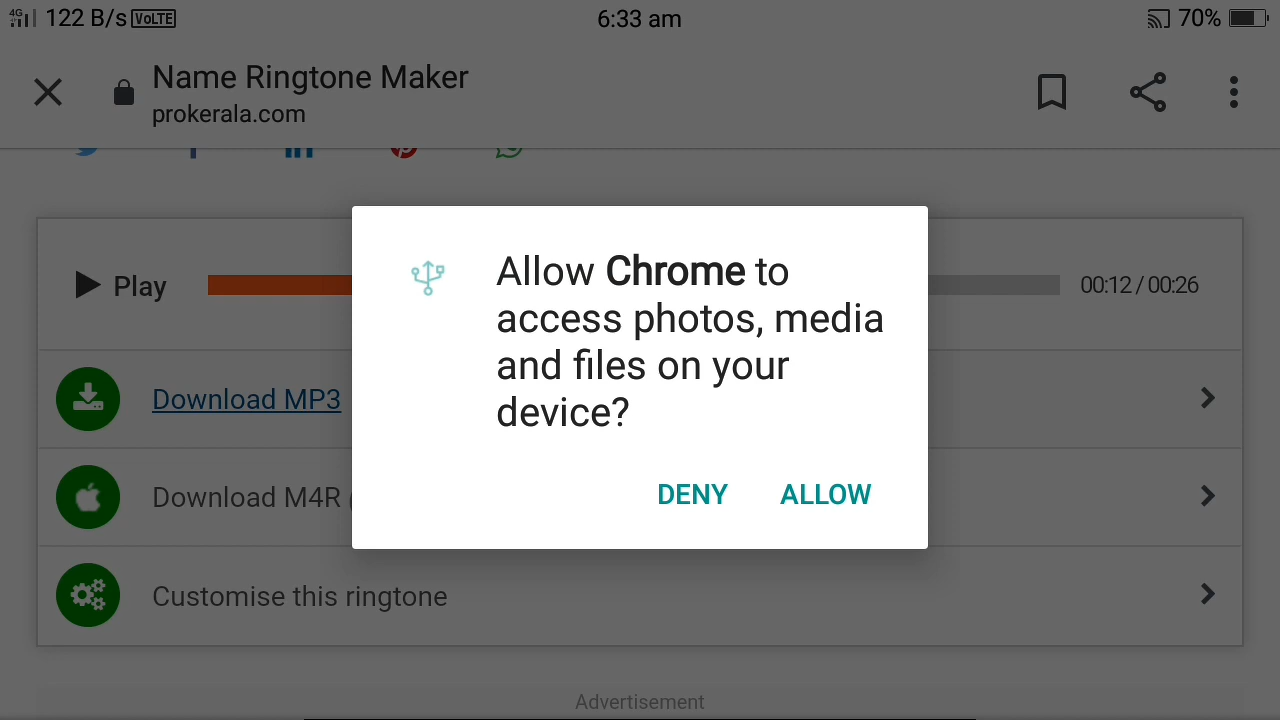 4G 122 B/s VoLTE 6:33 am 70%
Name Ringtone Maker
prokerala.com
Allow Chrome to
access photos, media
and files on your
device?
DENY ALLOW
Play 00:12 / 00:26
Download MP3
Download M4R
Customise this ringtone
Advertisement